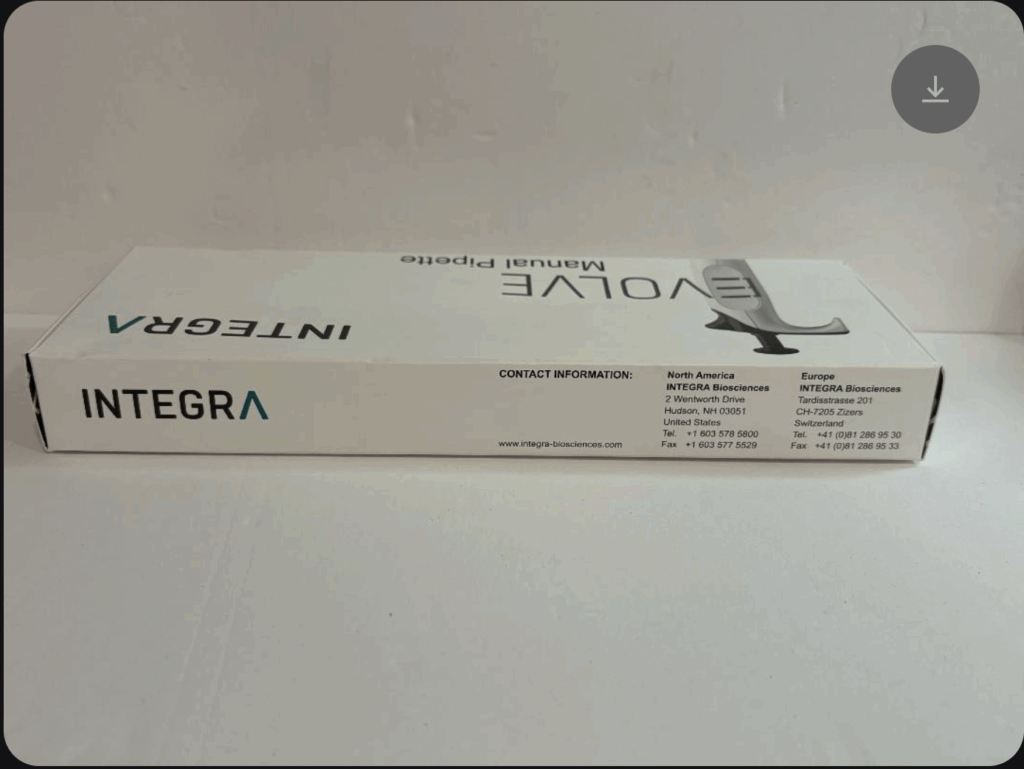 Manual Pipette
EVOLVE
INTEGRA
INTEGRA
CONTACT INFORMATION:
www.integra-biosciences.com
North America
INTEGRA Biosciences
2 Wentworth Drive
Hudson, NH 03051
United States
Tel. +1 603 578 5800
Fax +1 603 577 5529
Europe
INTEGRA Biosciences
Tardisstrasse 201
CH-7205 Zizers
Switzerland
Tel. +41 (0)81 286 95 30
Fax +41 (0)81 286 95 33